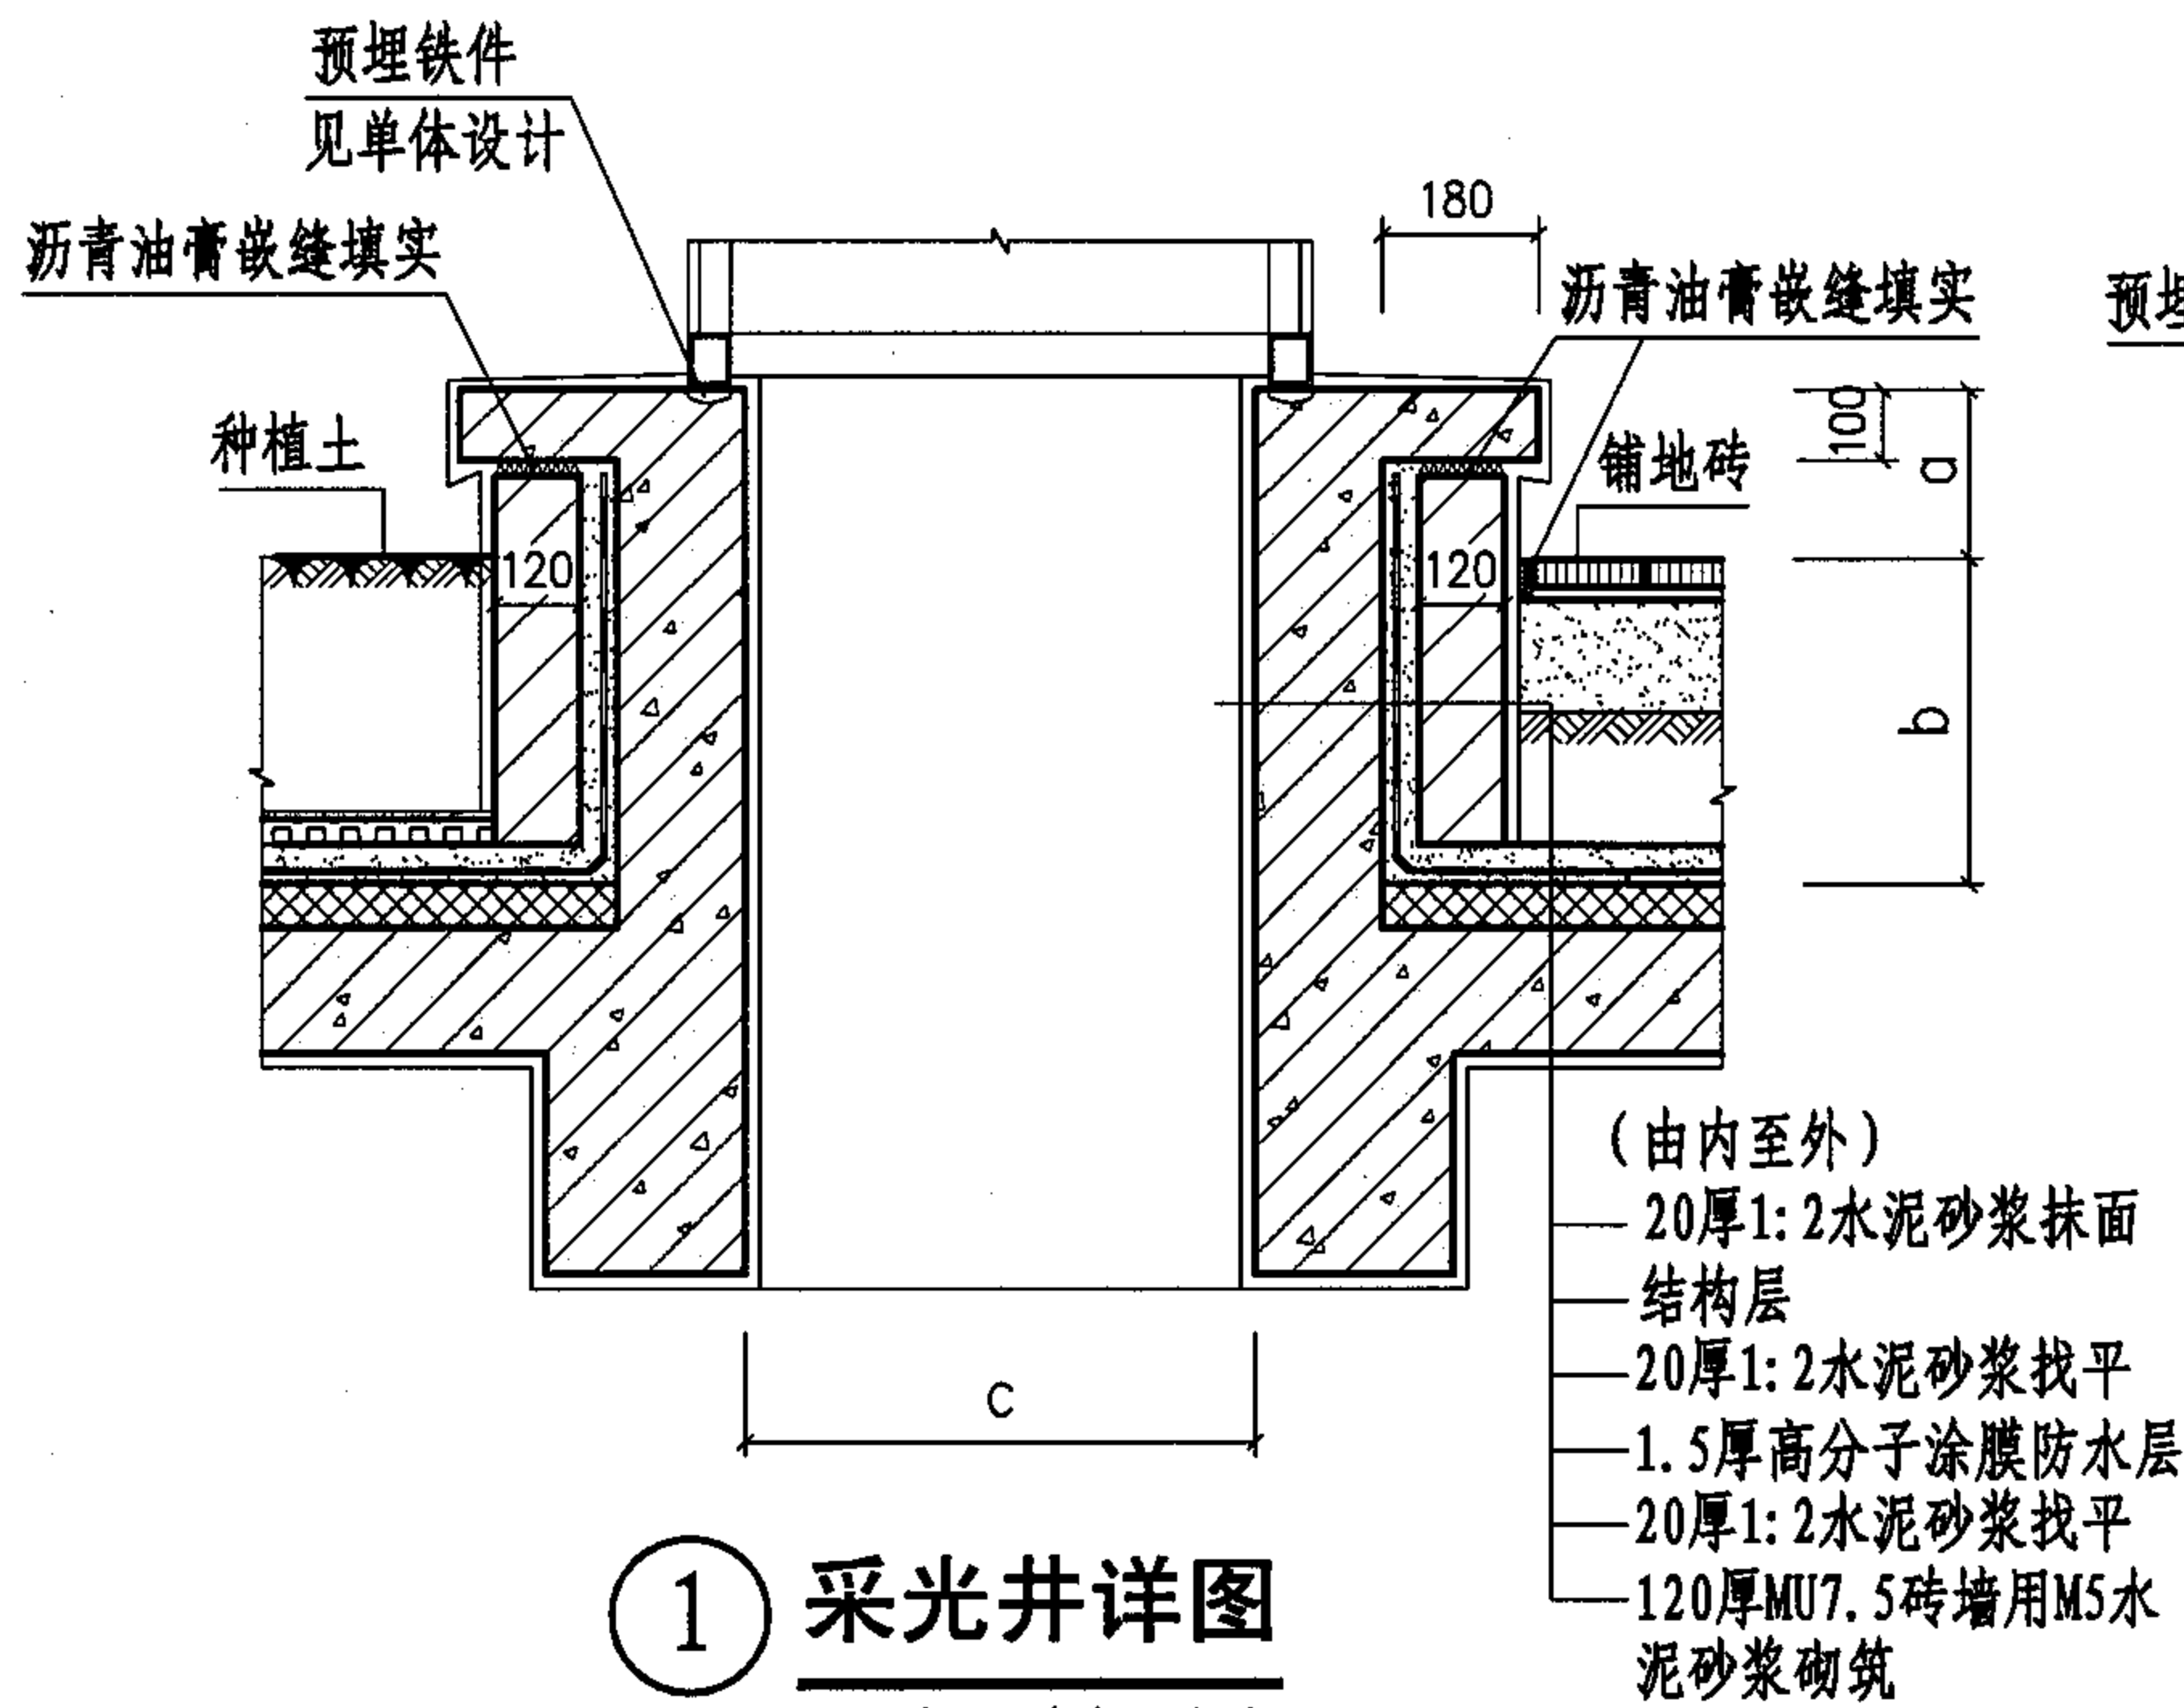 预埋铁件
见单体设计
沥青油膏嵌缝填实
180
沥青油膏嵌缝填实
预埋
种植土
100
a
铺地砖
120
120
b
(由内至外)
20厚1:2水泥砂浆抹面
结构层
20厚1:2水泥砂浆找平
c
1.5厚高分子涂膜防水层
20厚1:2水泥砂浆找平
120厚MU7.5砖墙用M5水
泥砂浆砌筑
1 采光井详图